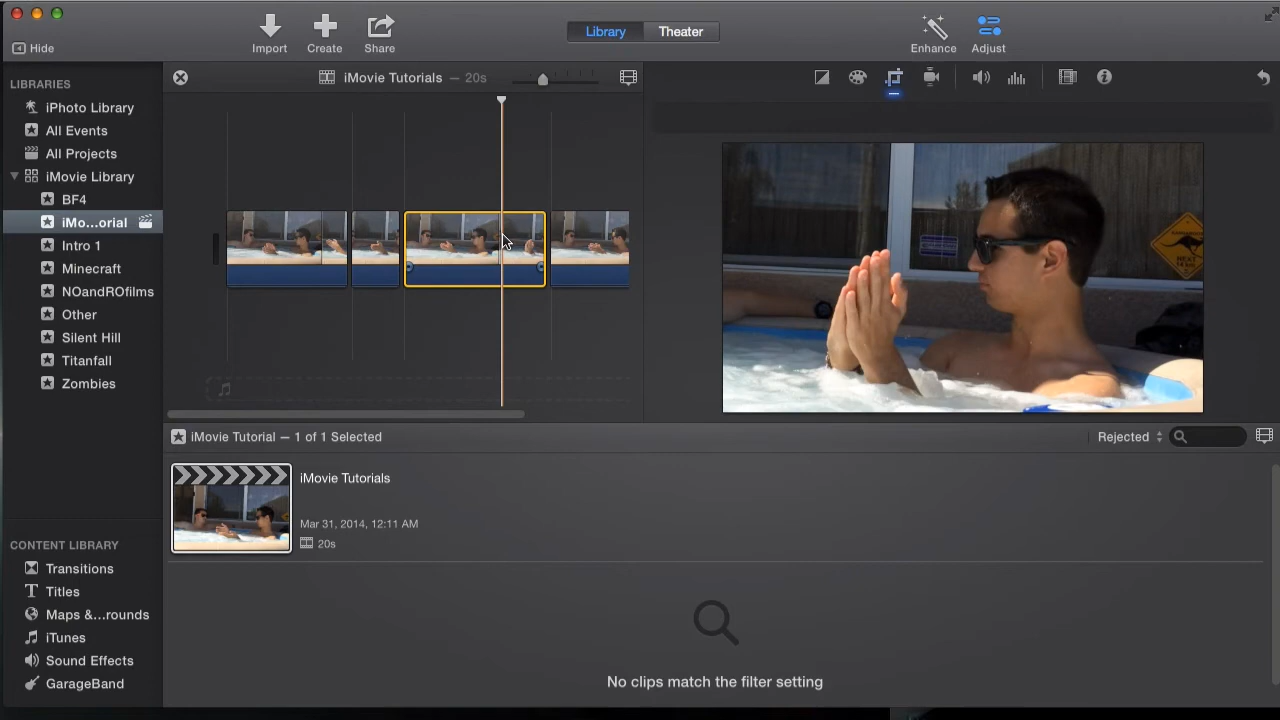 Library Theater
Import Create Share Enhance Adjust
Hide
LIBRARIES
iPhoto Library
All Events
All Projects
iMovie Library
BF4
iMo...orial
Intro 1
Minecraft
NOandROfilms
Other
Silent Hill
Titanfall
Zombies
CONTENT LIBRARY
Transitions
Titles
Maps &...rounds
iTunes
Sound Effects
GarageBand
iMovie Tutorials — 20s
NEXT
iMovie Tutorial — 1 of 1 Selected
Rejected
iMovie Tutorials
Mar 31, 2014, 12:11 AM
20s
No clips match the filter setting